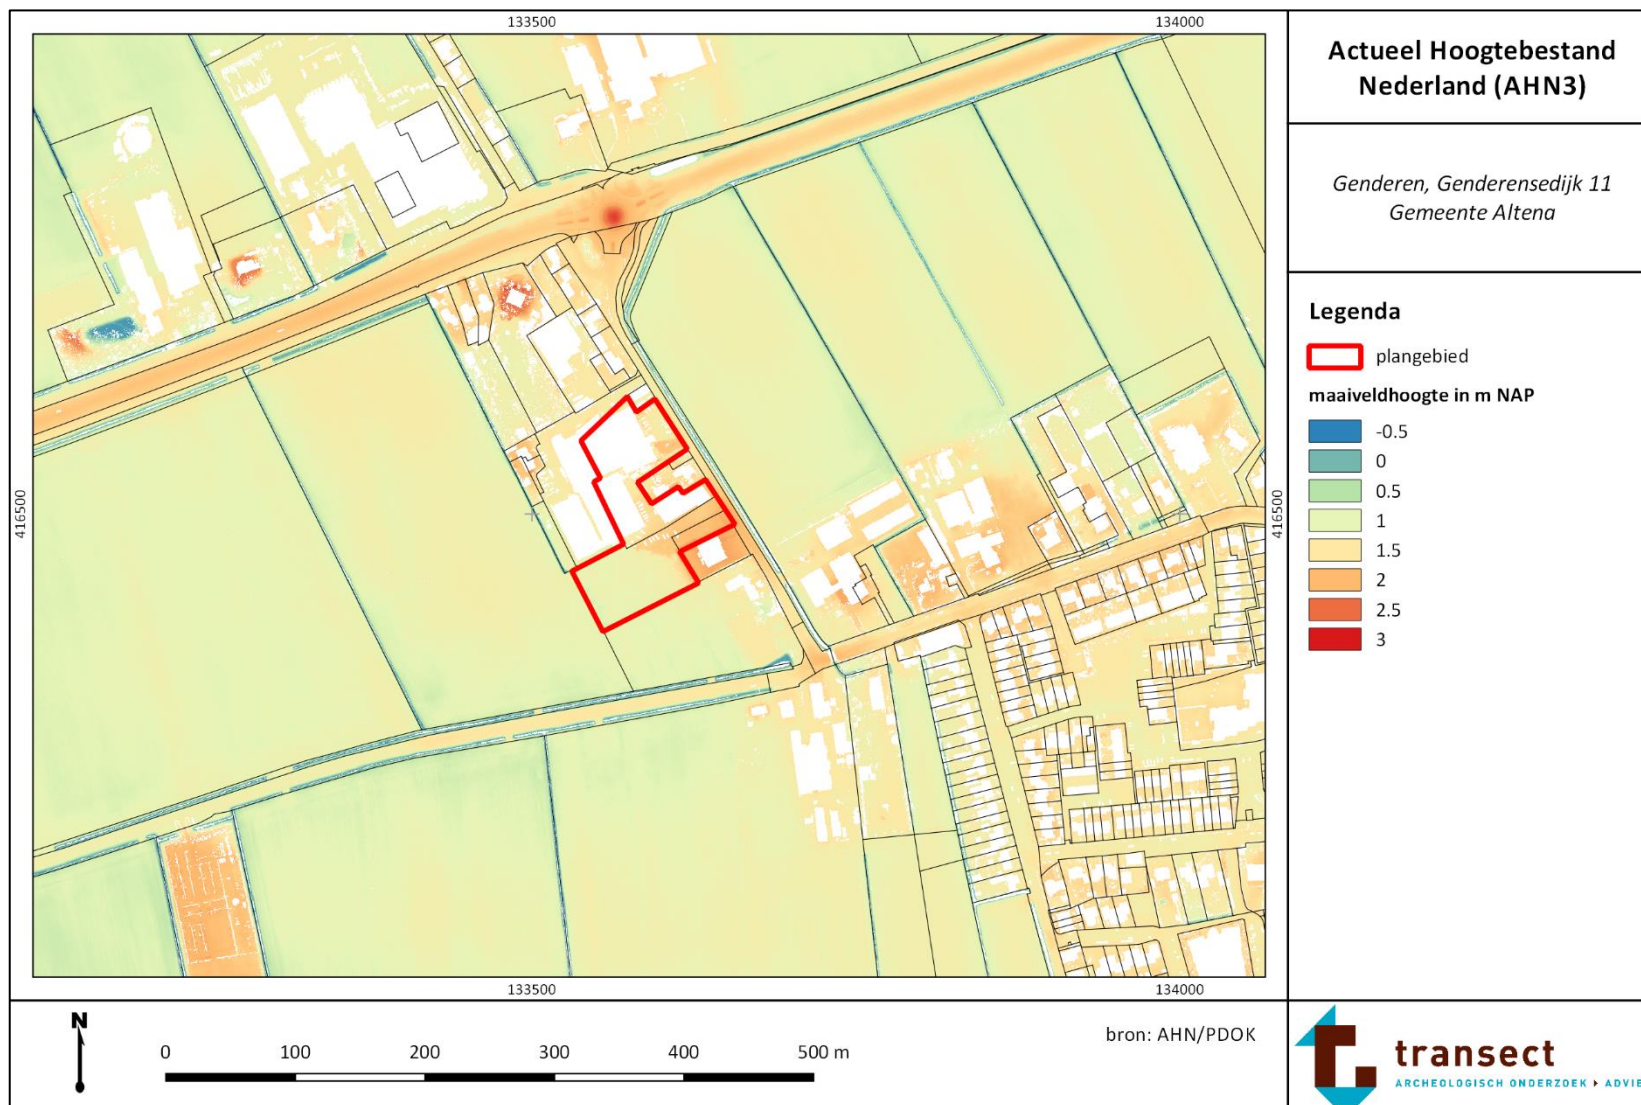 133500
134000
416500
416500
133500
134000
Actueel Hoogtebestand
Nederland (AHN3)
Genderen, Genderensedijk 11
Gemeente Altena
Legenda
plangebied
maaiveldhoogte in m NAP
-0.5
0
0.5
1
1.5
2
2.5
3
N
0 100 200 300 400 500 m
bron: AHN/PDOK
transect
ARCHEOLOGISCH ONDERZOEK ▸ ADVIE